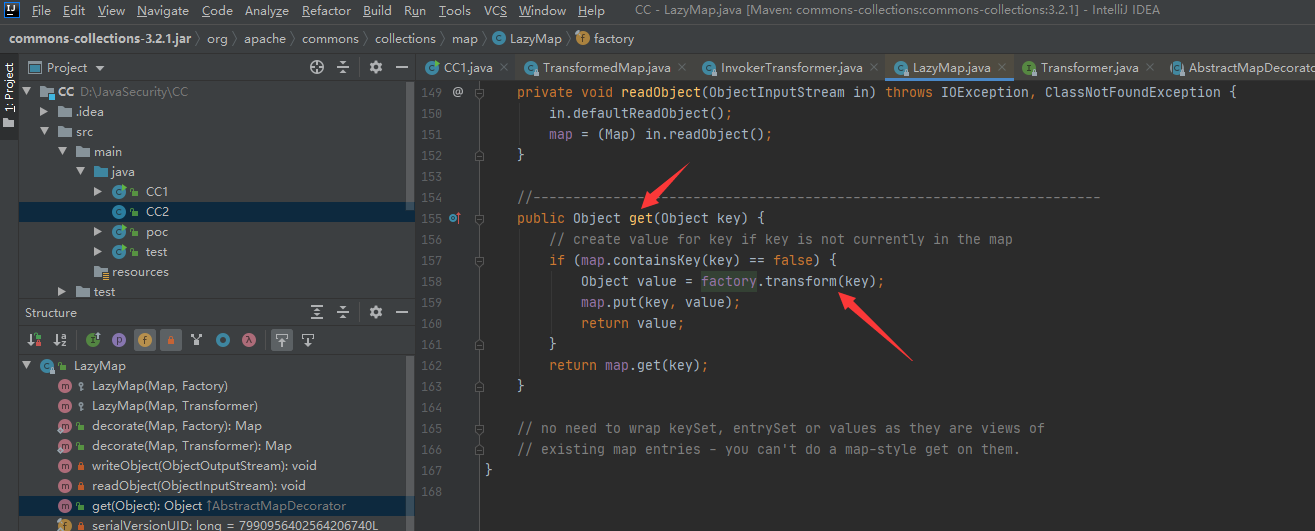 File Edit View Navigate Code Analyze Refactor Build Run Tools VCS Window Help CC - LazyMap.java [Maven: commons-collections:commons-collections:3.2.1] - IntelliJ IDEA
commons-collections-3.2.1.jar org apache commons collections map LazyMap factory
1: Project
Project
CC D:\JavaSecurity\CC
.idea
src
main
java
CC1
CC2
poc
test
resources
test
Structure
LazyMap
LazyMap(Map, Factory)
LazyMap(Map, Transformer)
decorate(Map, Factory): Map
decorate(Map, Transformer): Map
writeObject(ObjectOutputStream): void
readObject(ObjectInputStream): void
get(Object): Object ↑AbstractMapDecorator
serialVersionUID: long = 7990956402564206740L
CC1.java TransformedMap.java InvokerTransformer.java LazyMap.java Transformer.java AbstractMapDecorator
149 @ private void readObject(ObjectInputStream in) throws IOException, ClassNotFoundException {
150 in.defaultReadObject();
151 map = (Map) in.readObject();
152 }
153
154 //-----------------------------------------------------------------------
155 public Object get(Object key) {
156 // create value for key if key is not currently in the map
157 if (map.containsKey(key) == false) {
158 Object value = factory.transform(key);
159 map.put(key, value);
160 return value;
161 }
162 return map.get(key);
163 }
164
165 // no need to wrap keySet, entrySet or values as they are views of
166 // existing map entries - you can't do a map-style get on them.
167 }
168